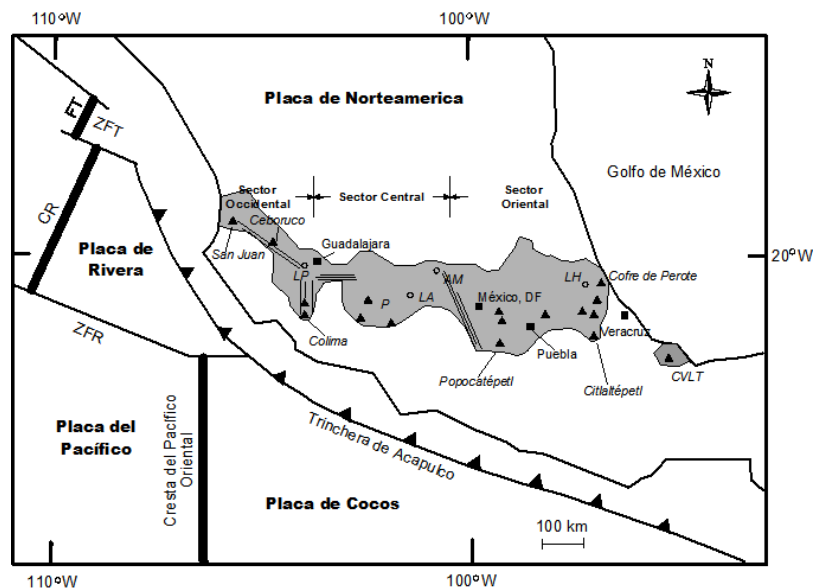 110°W
100°W
N
Placa de Norteamerica
FT
ZFT
Golfo de México
Sector
Occidental
Sector Central
Sector
Oriental
CR
Ceboruco
San Juan
Guadalajara
20°W
Placa de
Rivera
LP
P
LA
AM
LH
Cofre de Perote
México, DF
Veracruz
Colima
Puebla
ZFR
Popocatépetl
Citlaltépetl
CVLT
Placa del
Pacífico
Cresta del Pacífico
Oriental
Trinchera de Acapulco
Placa de Cocos
100 km
110°W
100°W